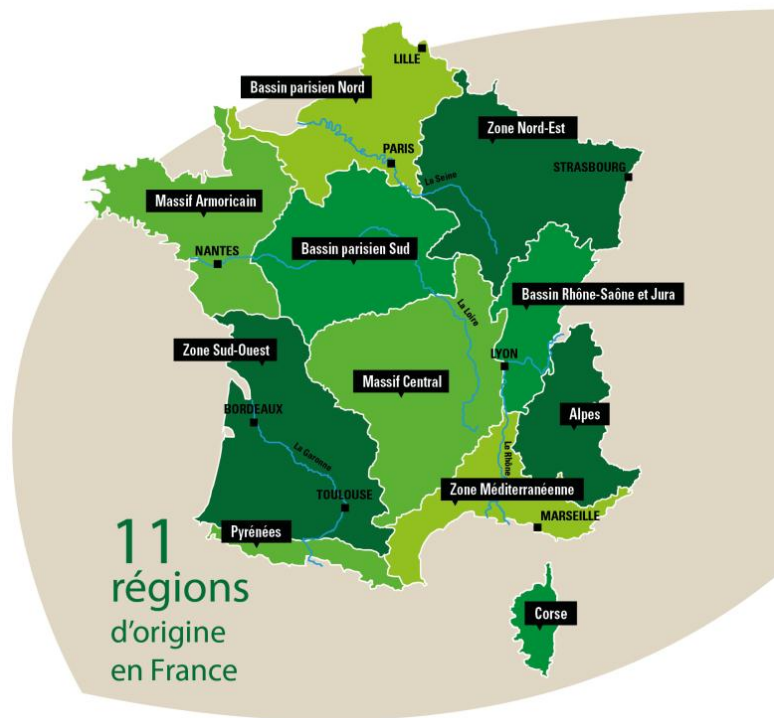 LILLE
Bassin parisien Nord
Zone Nord-Est
PARIS
STRASBOURG
La Seine
Massif Armoricain
NANTES
Bassin parisien Sud
Bassin Rhône-Saône et Jura
La Loire
Zone Sud-Ouest
LYON
Massif Central
Alpes
BORDEAUX
La Garonne
Le Rhône
Zone Méditerranéenne
TOULOUSE
MARSEILLE
Pyrénées
11
régions
d'origine
en France
Corse